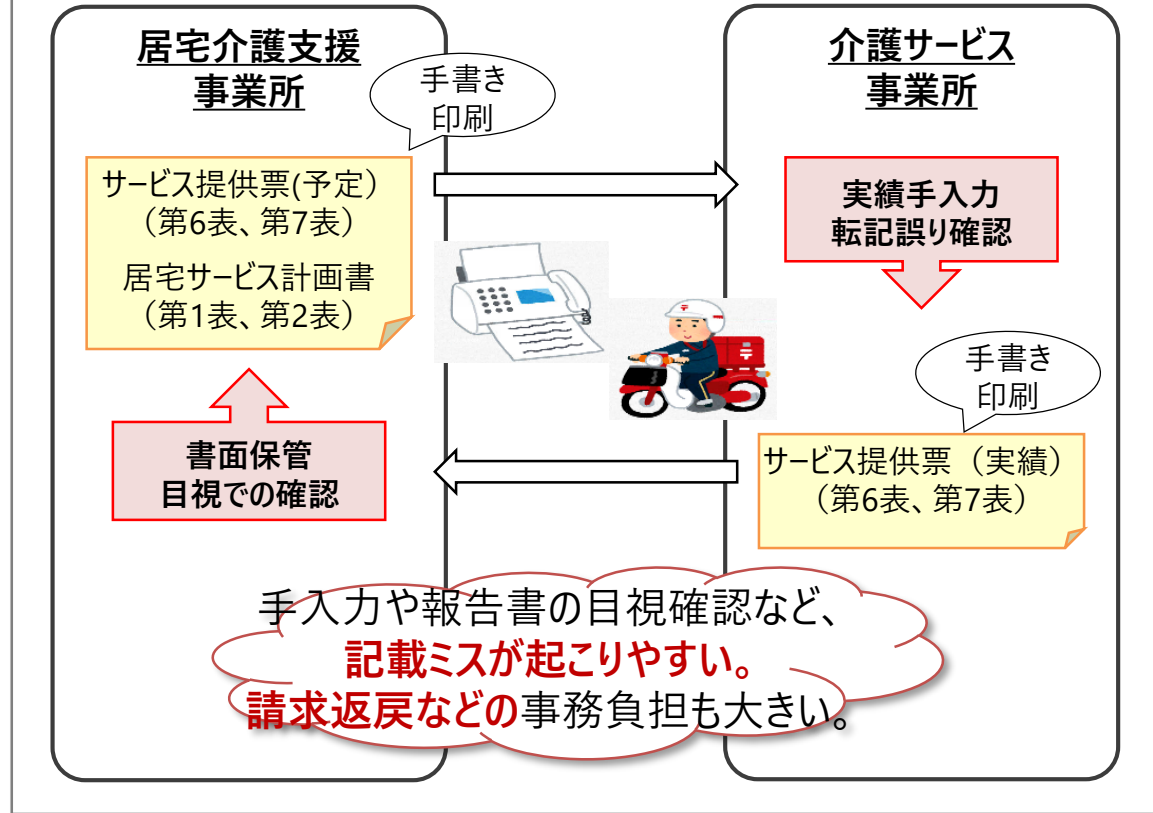 居宅介護支援
事業所
手書き
印刷
サービス提供票(予定）
（第6表、第7表）
居宅サービス計画書
（第1表、第2表）
書面保管
目視での確認
介護サービス
事業所
実績手入力
転記誤り確認
手書き
印刷
サービス提供票（実績）
（第6表、第7表）
手入力や報告書の目視確認など、
記載ミスが起こりやすい。
請求返戻などの事務負担も大きい。